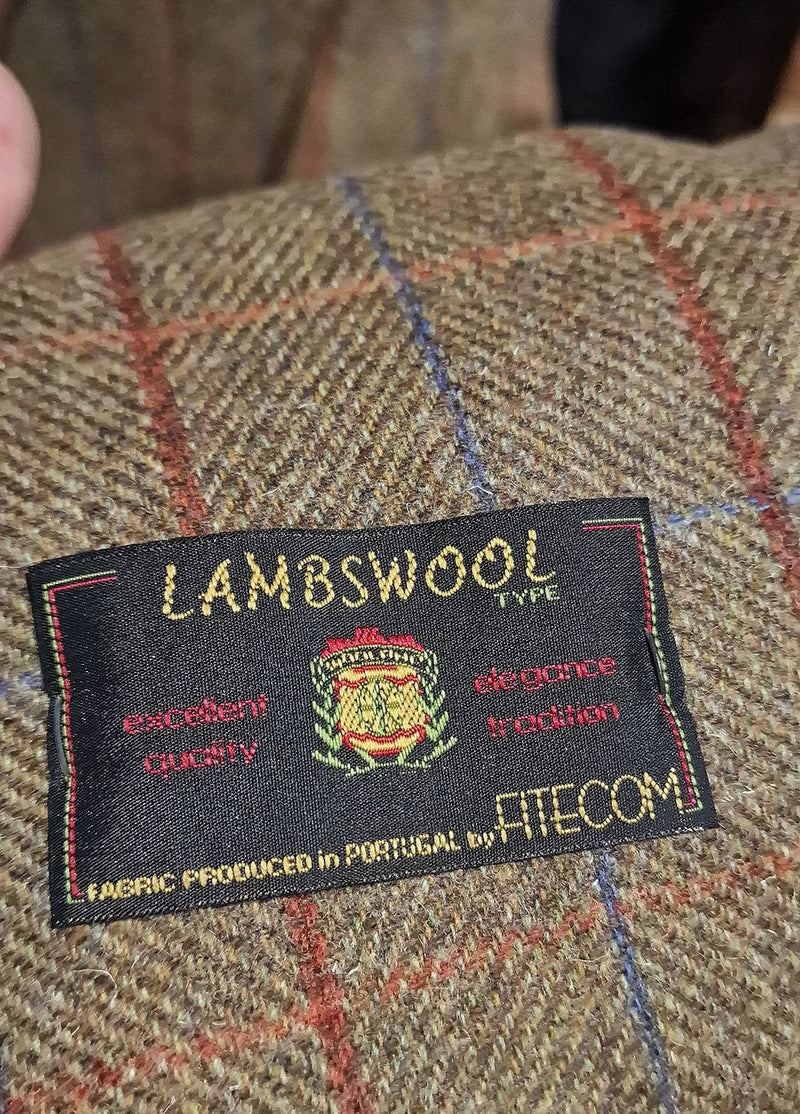 LAMBSWOOL
TYPE
excellent
quality
elegance
tradition
FABRIC PRODUCED in PORTUGAL by FITECOM